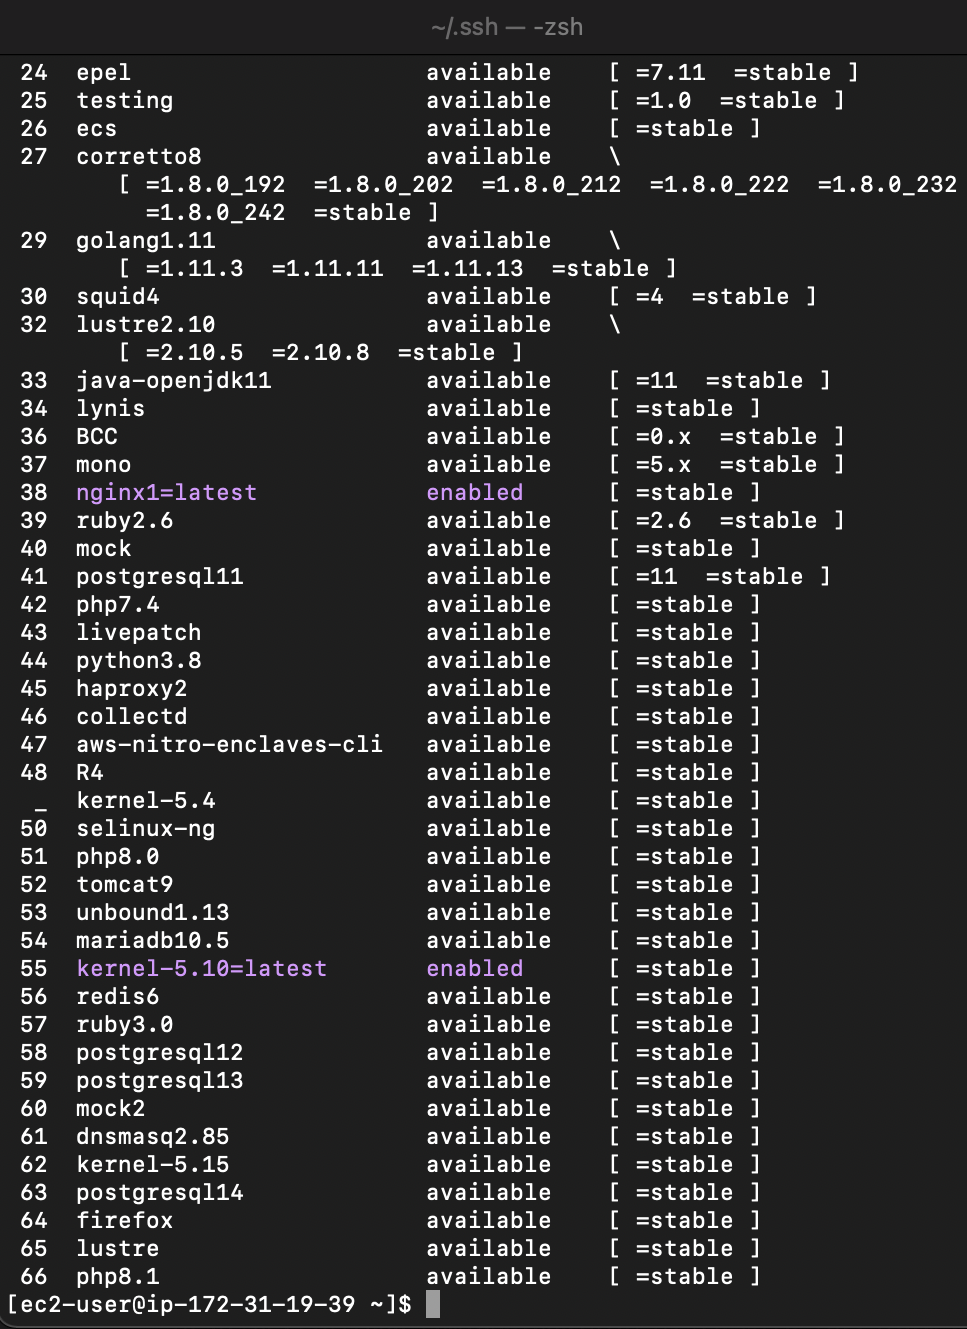 ~/.ssh — -zsh
24 epel available [ =7.11 =stable ]
25 testing available [ =1.0 =stable ]
26 ecs available [ =stable ]
27 corretto8 available \
[ =1.8.0_192 =1.8.0_202 =1.8.0_212 =1.8.0_222 =1.8.0_232
=1.8.0_242 =stable ]
29 golang1.11 available \
[ =1.11.3 =1.11.11 =1.11.13 =stable ]
30 squid4 available [ =4 =stable ]
32 lustre2.10 available \
[ =2.10.5 =2.10.8 =stable ]
33 java-openjdk11 available [ =11 =stable ]
34 lynis available [ =stable ]
36 BCC available [ =0.x =stable ]
37 mono available [ =5.x =stable ]
38 nginx1=latest enabled [ =stable ]
39 ruby2.6 available [ =2.6 =stable ]
40 mock available [ =stable ]
41 postgresql11 available [ =11 =stable ]
42 php7.4 available [ =stable ]
43 livepatch available [ =stable ]
44 python3.8 available [ =stable ]
45 haproxy2 available [ =stable ]
46 collectd available [ =stable ]
47 aws-nitro-enclaves-cli available [ =stable ]
48 R4 available [ =stable ]
_ kernel-5.4 available [ =stable ]
50 selinux-ng available [ =stable ]
51 php8.0 available [ =stable ]
52 tomcat9 available [ =stable ]
53 unbound1.13 available [ =stable ]
54 mariadb10.5 available [ =stable ]
55 kernel-5.10=latest enabled [ =stable ]
56 redis6 available [ =stable ]
57 ruby3.0 available [ =stable ]
58 postgresql12 available [ =stable ]
59 postgresql13 available [ =stable ]
60 mock2 available [ =stable ]
61 dnsmasq2.85 available [ =stable ]
62 kernel-5.15 available [ =stable ]
63 postgresql14 available [ =stable ]
64 firefox available [ =stable ]
65 lustre available [ =stable ]
66 php8.1 available [ =stable ]
[ec2-user@ip-172-31-19-39 ~]$